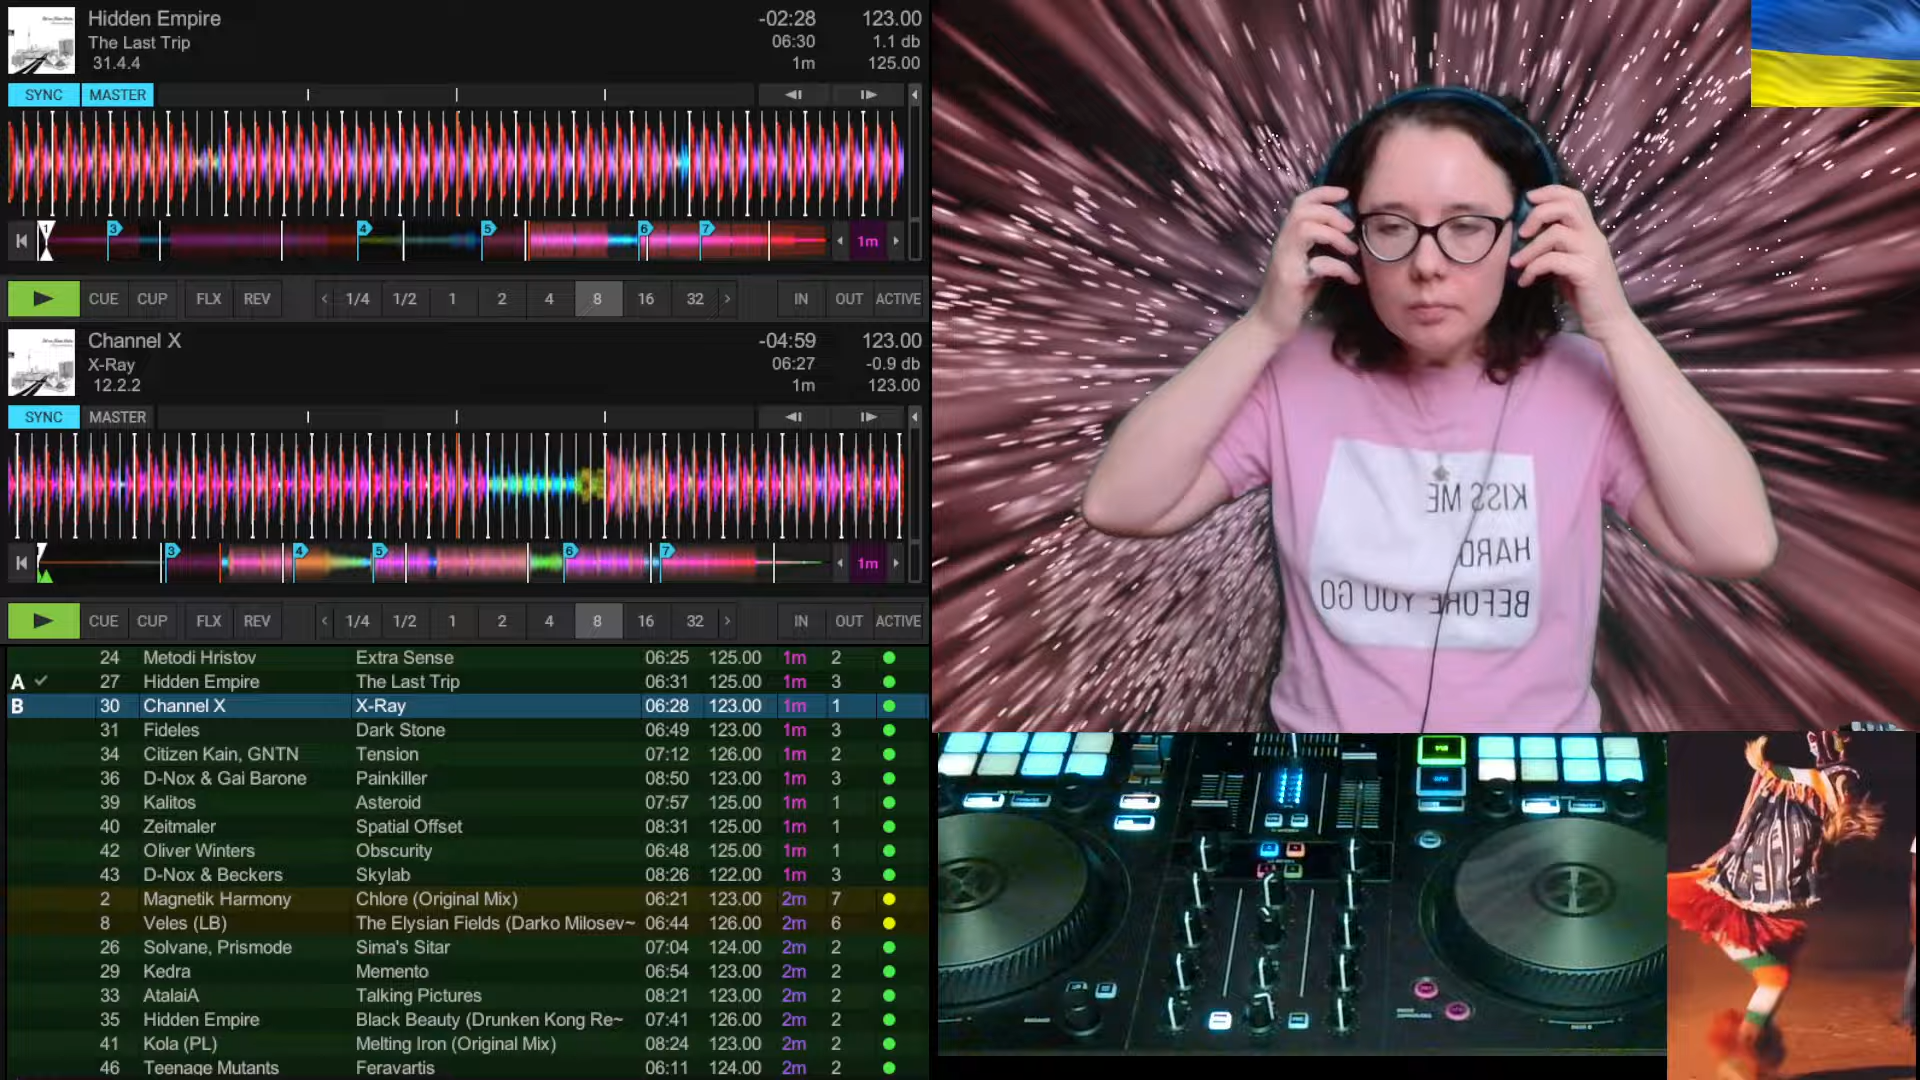 Hidden Empire -02:28 123.00
The Last Trip 06:30 1.1 db
31.4.4 1m 125.00
SYNC MASTER
1 3 4 5 6 7 1m
CUE CUP FLX REV 1/4 1/2 1 2 4 8 16 32 IN OUT ACTIVE
Channel X -04:59 123.00
X-Ray 06:27 -0.9 db
12.2.2 1m 123.00
SYNC MASTER
3 4 5 6 7 1m
CUE CUP FLX REV 1/4 1/2 1 2 4 8 16 32 IN OUT ACTIVE
24 Metodi Hristov Extra Sense 06:25 125.00 1m 2
A 27 Hidden Empire The Last Trip 06:31 125.00 1m 3
B 30 Channel X X-Ray 06:28 123.00 1m 1
31 Fideles Dark Stone 06:49 123.00 1m 3
34 Citizen Kain, GNTN Tension 07:12 126.00 1m 2
36 D-Nox & Gai Barone Painkiller 08:50 123.00 1m 3
39 Kalitos Asteroid 07:57 125.00 1m 1
40 Zeitmaler Spatial Offset 08:31 125.00 1m 1
42 Oliver Winters Obscurity 06:48 125.00 1m 1
43 D-Nox & Beckers Skylab 08:26 122.00 1m 3
2 Magnetik Harmony Chlore (Original Mix) 06:21 123.00 2m 7
8 Veles (LB) The Elysian Fields (Darko Milosev~ 06:44 126.00 2m 6
26 Solvane, Prismode Sima's Sitar 07:04 124.00 2m 2
29 Kedra Memento 06:54 123.00 2m 2
33 AtalaiA Talking Pictures 08:21 123.00 2m 2
35 Hidden Empire Black Beauty (Drunken Kong Re~ 07:41 126.00 2m 2
41 Kola (PL) Melting Iron (Original Mix) 08:24 123.00 2m 2
46 Teenage Mutants Feravartis 06:11 124.00 2m 2
KISS ME
HARD
BEFORE YOU GO